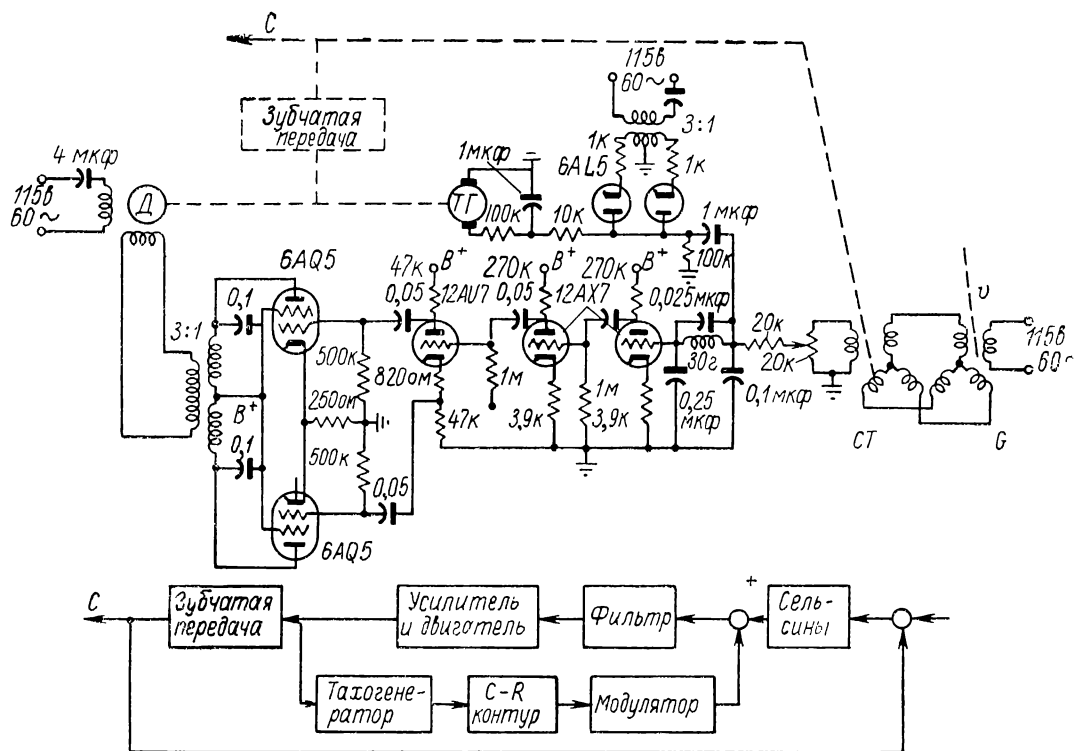 C
115в
60~
3:1
Зубчатая
передача
1к
6AL5
1к
4 мкф
1мкф
115в
60~
Д
ТГ
100к
10к
1 мкф
100к
6AQ5
47к
B+
270к
B+
270к
B+
υ
0,1
0,05
12AU7
0,05
12AX7
0,025мкф
3:1
20к
20к
115в
60~
500к
30г
820ом
1м
1м
B+
250ом
47к
3,9к
3,9к
0,25
мкф
0,1мкф
0,1
500к
CT
G
0,05
6AQ5
C
Зубчатая
передача
Усилитель
и двигатель
Фильтр
+
Сель-
сины
Тахогене-
ратор
C-R
контур
Модулятор